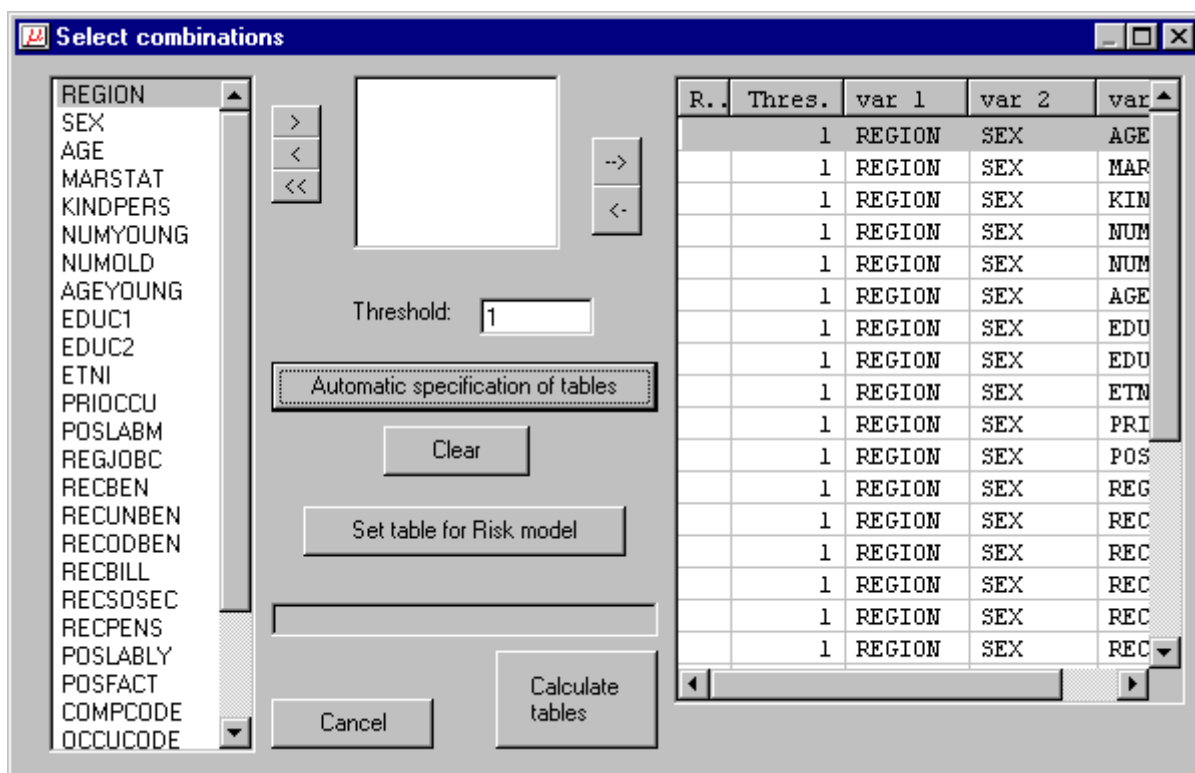 µ Select combinations
REGION
SEX
AGE
MARSTAT
KINDPERS
NUMYOUNG
NUMOLD
AGEYOUNG
EDUC1
EDUC2
ETNI
PRIOCCU
POSLABM
REGJOBC
RECBEN
RECUNBEN
RECODBEN
RECBILL
RECSOSEC
RECPENS
POSLABLY
POSFACT
COMPCODE
OCCUCODE
>
<
<<
-->
<-
Threshold: 1
Automatic specification of tables
Clear
Set table for Risk model
Cancel
Calculate
tables
R.. Thres. var 1 var 2 var
1 REGION SEX AGE
1 REGION SEX MAR
1 REGION SEX KIN
1 REGION SEX NUM
1 REGION SEX NUM
1 REGION SEX AGE
1 REGION SEX EDU
1 REGION SEX EDU
1 REGION SEX ETN
1 REGION SEX PRI
1 REGION SEX POS
1 REGION SEX REG
1 REGION SEX REC
1 REGION SEX REC
1 REGION SEX REC
1 REGION SEX REC
1 REGION SEX REC